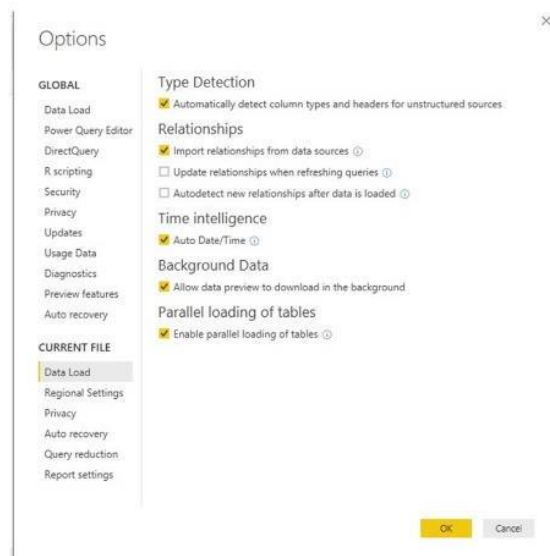 Options
GLOBAL
Data Load
Power Query Editor
DirectQuery
R scripting
Security
Privacy
Updates
Usage Data
Diagnostics
Preview features
Auto recovery
CURRENT FILE
Data Load
Regional Settings
Privacy
Auto recovery
Query reduction
Report settings
Type Detection
Automatically detect column types and headers for unstructured sources
Relationships
Import relationships from data sources
Update relationships when refreshing queries
Autodetect new relationships after data is loaded
Time intelligence
Auto Date/Time
Background Data
Allow data preview to download in the background
Parallel loading of tables
Enable parallel loading of tables
OK
Cancel